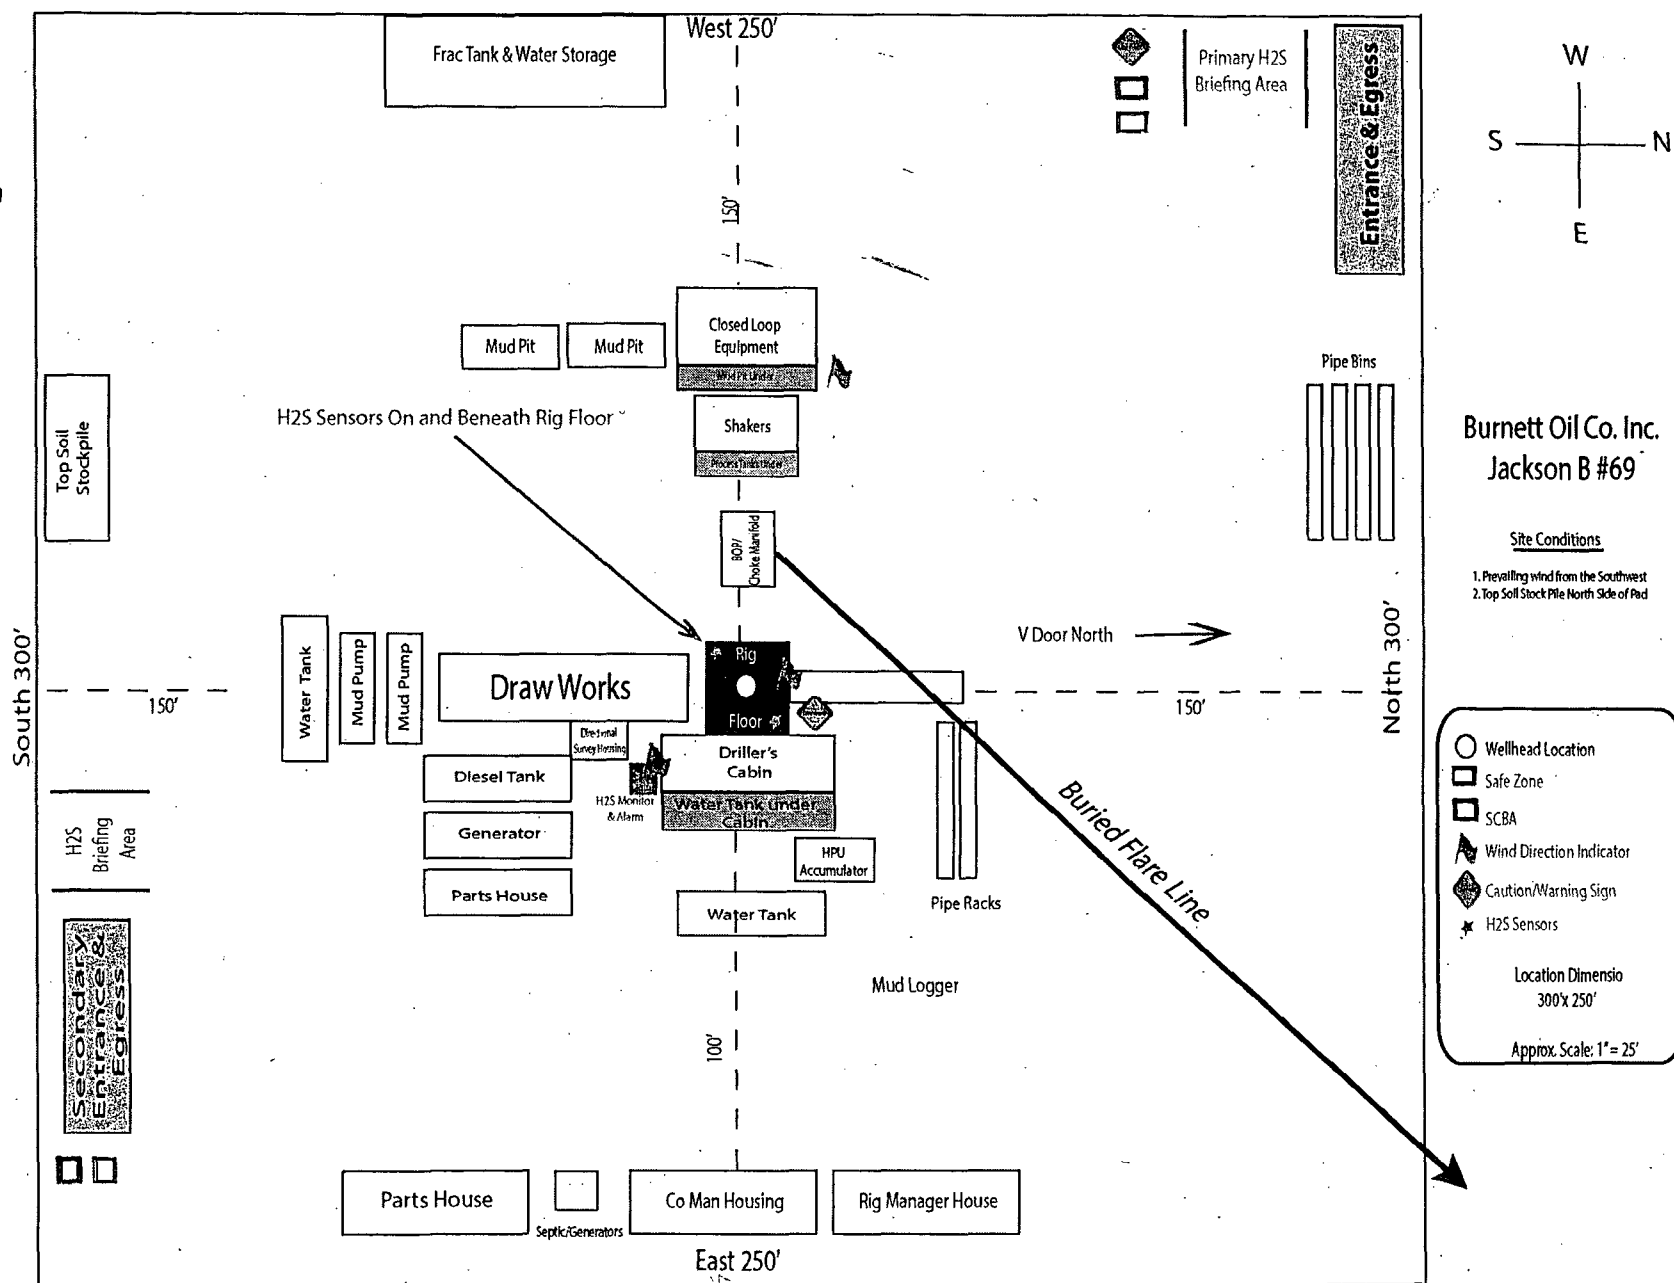 West 250'
Frac Tank & Water Storage
Primary H2S
Briefing Area
Entrance & Egress
W
S
N
E
150'
Closed Loop
Equipment
Mud Pit Under
Mud Pit
Mud Pit
Pipe Bins
H2S Sensors On and Beneath Rig Floor
Shakers
Process Tanks Under
Top Soil
Stockpile
Burnett Oil Co. Inc.
Jackson B #69
Site Conditions
1. Prevailing wind from the Southwest
2. Top Soil Stock Pile North Side of Pad
BOP/
Choke Manifold
V Door North
South 300'
150'
Water Tank
Mud Pump
Mud Pump
Draw Works
Rig
Floor
150'
North 300'
Directional
Survey Housing
Driller's
Cabin
Water Tank under
Cabin
Diesel Tank
H2S Monitor
& Alarm
Generator
Parts House
HPU
Accumulator
Water Tank
Pipe Racks
Buried Flare Line
H2S
Briefing
Area
Secondary
Entrance &
Egress
Mud Logger
100'
Wellhead Location
Safe Zone
SCBA
Wind Direction Indicator
Caution/Warning Sign
H2S Sensors
Location Dimensio
300'x 250'
Approx. Scale: 1" = 25'
Parts House
Septic/Generators
Co Man Housing
Rig Manager House
East 250'